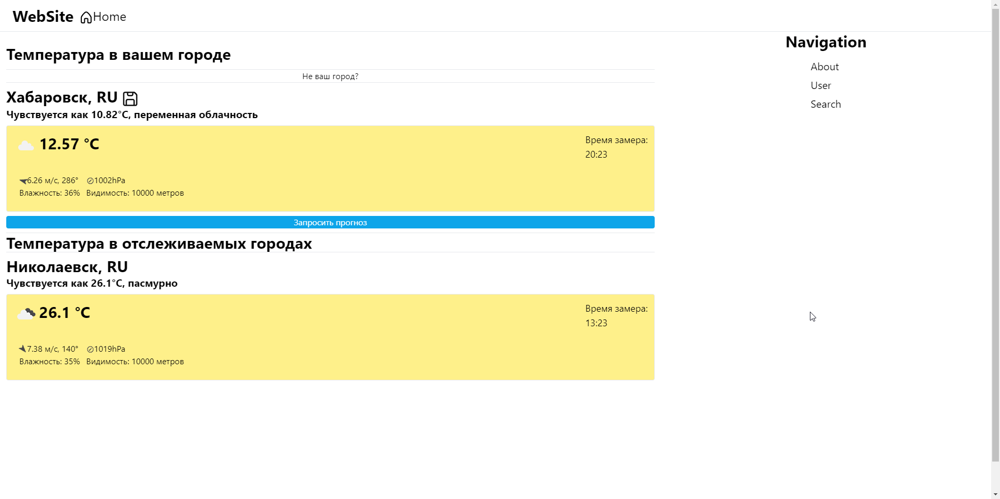 WebSite Home
Температура в вашем городе
Не ваш город?
Хабаровск, RU
Чувствуется как 10.82°C, переменная облачность
12.57 °C
Время замера:
20:23
6.26 м/с, 286° 1002hPa
Влажность: 36% Видимость: 10000 метров
Запросить прогноз
Температура в отслеживаемых городах
Николаевск, RU
Чувствуется как 26.1°C, пасмурно
26.1 °C
Время замера:
13:23
7.38 м/с, 140° 1019hPa
Влажность: 35% Видимость: 10000 метров
Navigation
About
User
Search